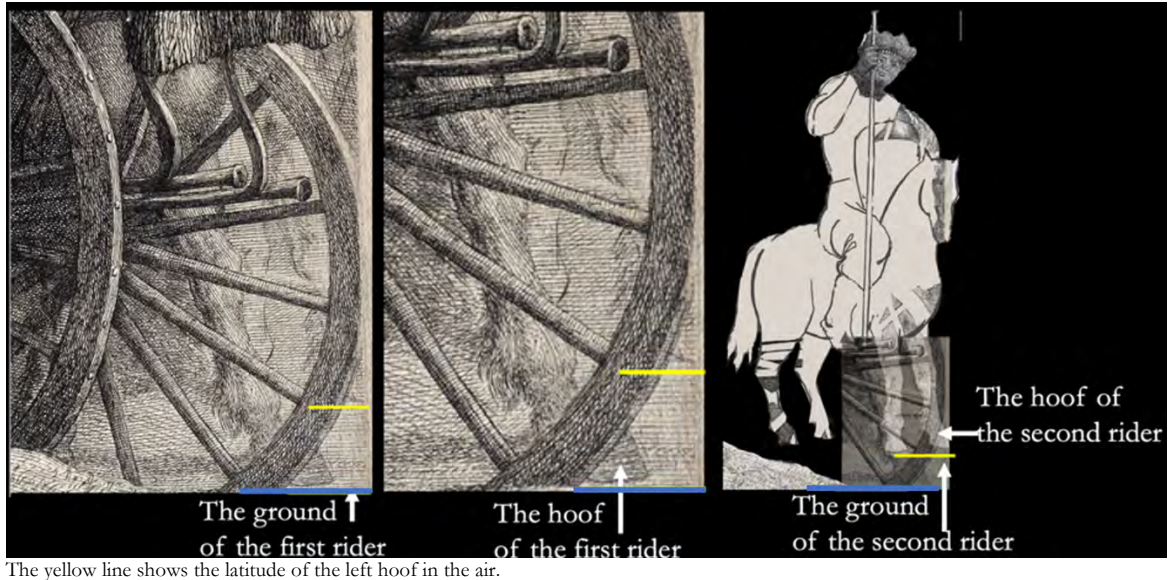 The ground
of the first rider
The hoof
of the first rider
The hoof of
the second rider
The ground
of the second rider
The yellow line shows the latitude of the left hoof in the air.